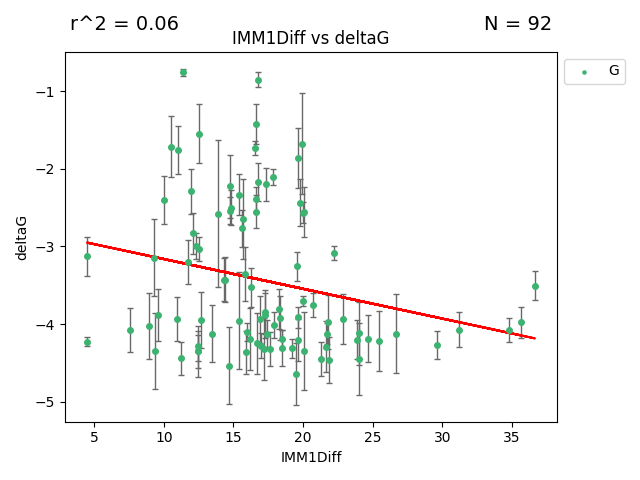 r^2 = 0.06
N = 92
IMM1Diff vs deltaG
G
deltaG
−1
−2
−3
−4
−5
5 10 15 20 25 30 35
IMM1Diff